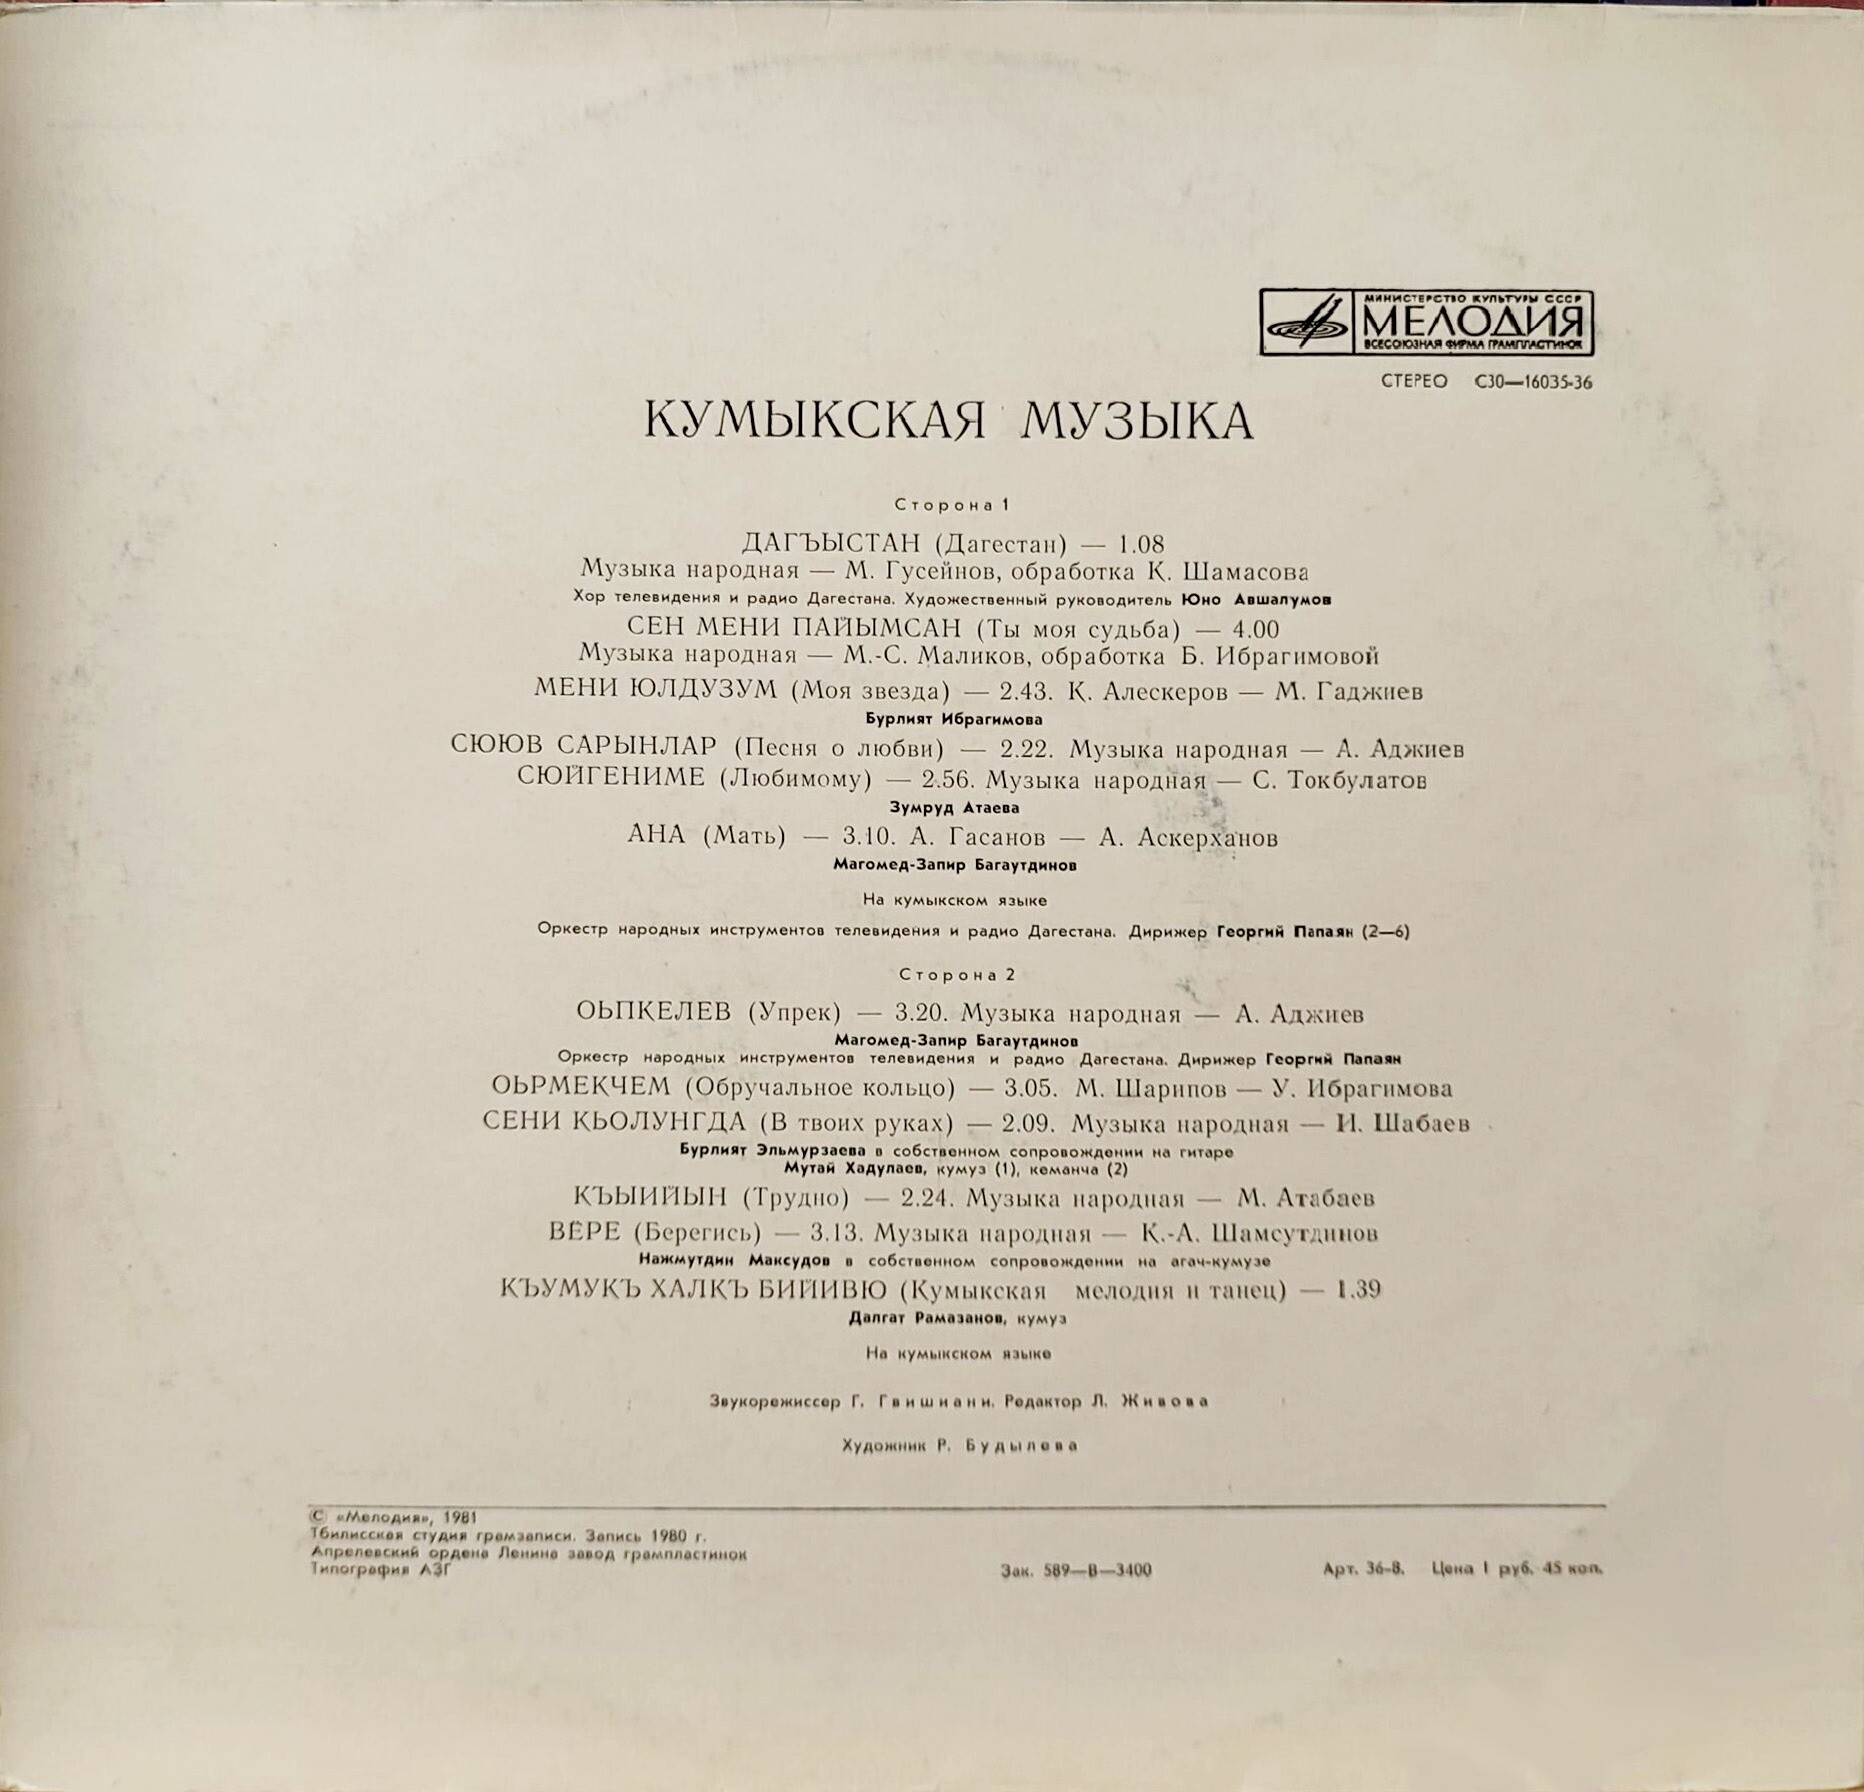 МИНИСТЕРСТВО КУЛЬТУРЫ СССР
МЕЛОДИЯ
ВСЕСОЮЗНАЯ ФИРМА ГРАМПЛАСТИНОК
СТЕРЕО С30—16035-36
КУМЫКСКАЯ МУЗЫКА
Сторона 1
ДАГЪЫСТАН (Дагестан) — 1.08
Музыка народная — М. Гусейнов, обработка К. Шамасова
Хор телевидения и радио Дагестана. Художественный руководитель Юно Авшалумов
СЕН МЕНИ ПАЙЫМСАН (Ты моя судьба) — 4.00
Музыка народная — М.-С. Маликов, обработка Б. Ибрагимовой
МЕНИ ЮЛДУЗУМ (Моя звезда) — 2.43. К. Алескеров — М. Гаджиев
Бурлият Ибрагимова
СЮЮВ САРЫНЛАР (Песня о любви) — 2.22. Музыка народная — А. Аджиев
СЮЙГЕНИМЕ (Любимому) — 2.56. Музыка народная — С. Токбулатов
Зумруд Атаева
АНА (Мать) — 3.10. А. Гасанов — А. Аскерханов
Магомед-Запир Багаутдинов
На кумыкском языке
Оркестр народных инструментов телевидения и радио Дагестана. Дирижер Георгий Папаян (2—6)
Сторона 2
ОЬПКЕЛЕВ (Упрек) — 3.20. Музыка народная — А. Аджиев
Магомед-Запир Багаутдинов
Оркестр народных инструментов телевидения и радио Дагестана. Дирижер Георгий Папаян
ОЬРМЕКЧЕМ (Обручальное кольцо) — 3.05. М. Шарипов — У. Ибрагимова
СЕНИ КЬОЛУНГДА (В твоих руках) — 2.09. Музыка народная — И. Шабаев
Бурлият Эльмурзаева в собственном сопровождении на гитаре
Мутай Хадулаев, кумуз (1), кеманча (2)
КЪЫИЙЫН (Трудно) — 2.24. Музыка народная — М. Атабаев
ВЕРЕ (Берегись) — 3.13. Музыка народная — К.-А. Шамсутдинов
Нажмутдин Максудов в собственном сопровождении на агач-кумузе
КЪУМУКЪ ХАЛКЪ БИЙИВЮ (Кумыкская мелодия и танец) — 1.39
Далгат Рамазанов, кумуз
На кумыкском языке
Звукорежиссер Г. Гвишиани. Редактор Л. Живова
Художник Р. Будылева
© «Мелодия», 1981
Тбилисская студия грамзаписи. Запись 1980 г.
Апрелевский ордена Ленина завод грампластинок
Типография АЗГ
Зак. 589—В—3400
Арт. 36-8. Цена 1 руб. 45 коп.